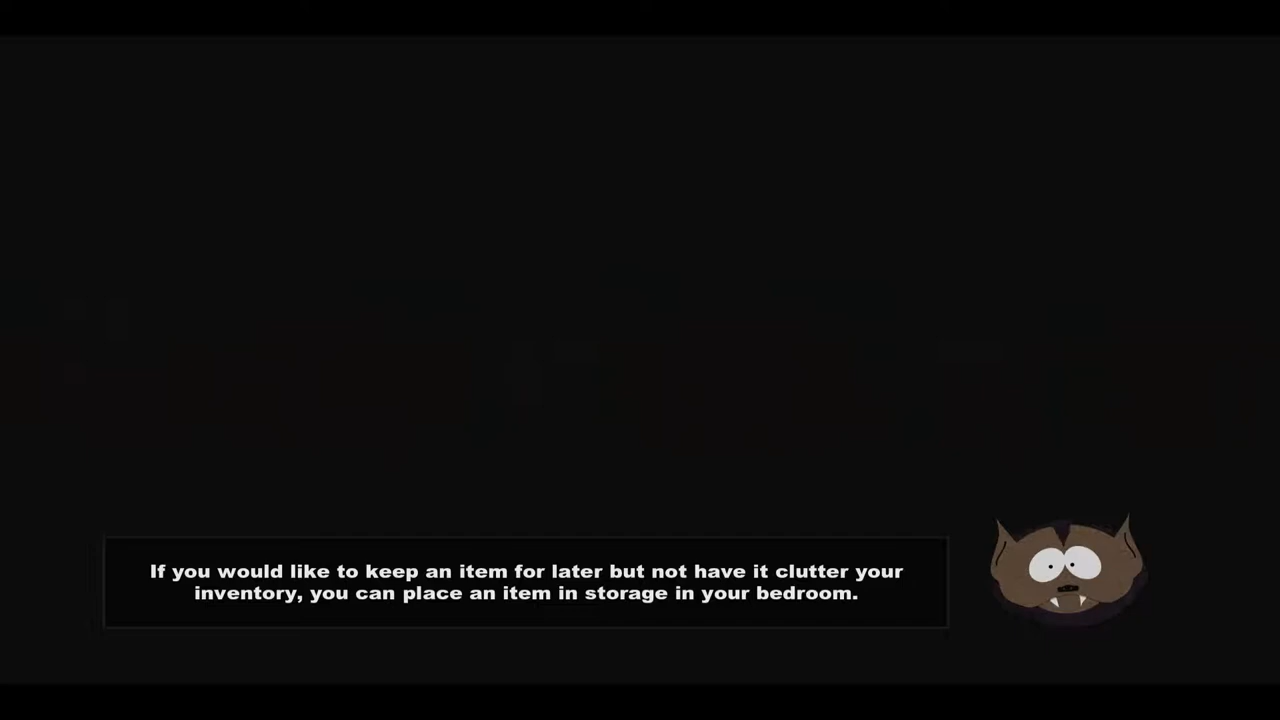 If you would like to keep an item for later but not have it clutter your
inventory, you can place an item in storage in your bedroom.